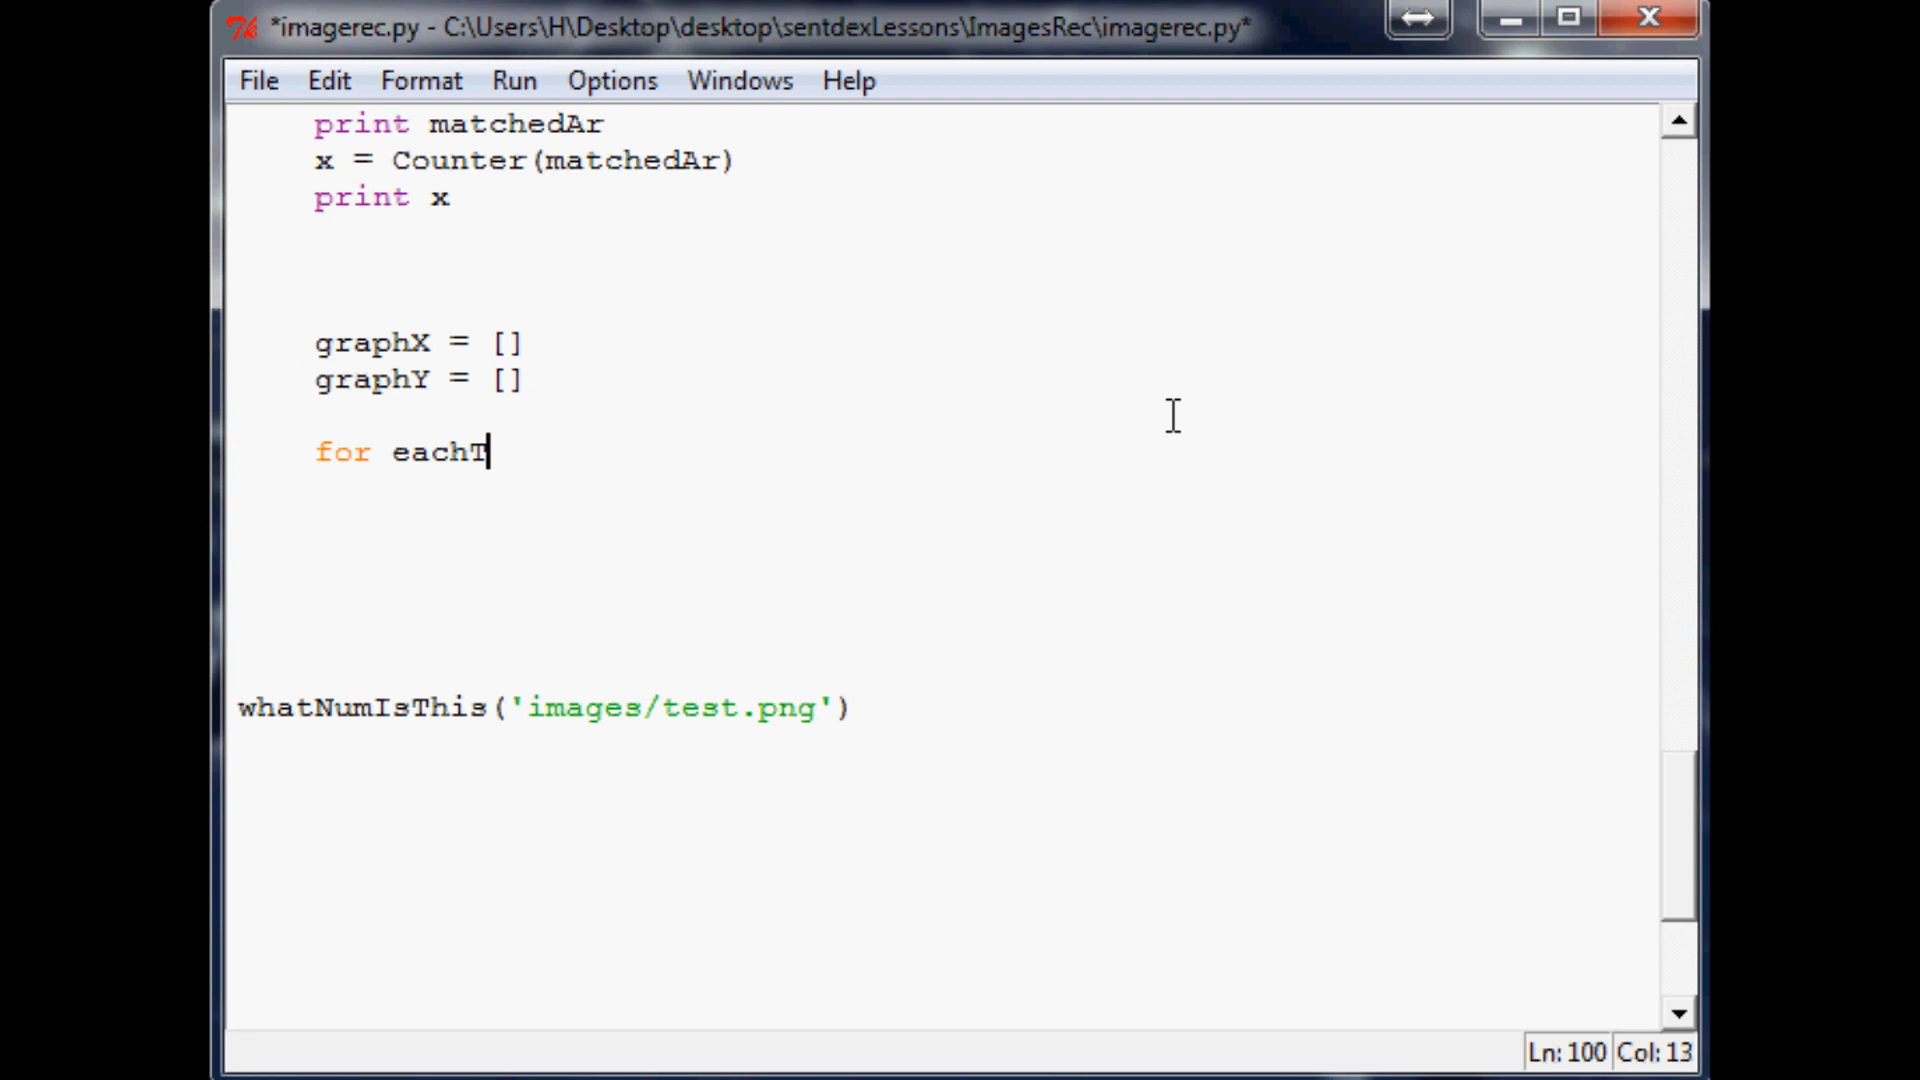 *imagerec.py - C:\Users\H\Desktop\desktop\sentdexLessons\ImagesRec\imagerec.py*
File Edit Format Run Options Windows Help
print matchedAr
x = Counter(matchedAr)
print x
graphX = []
graphY = []
for eachT
whatNumIsThis('images/test.png')
Ln: 100 Col: 13